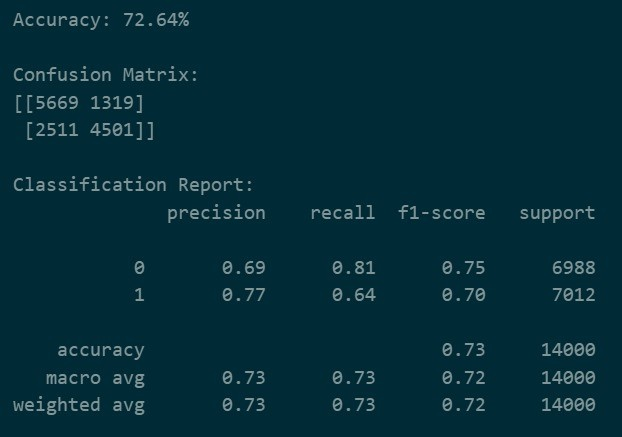 Accuracy: 72.64%
Confusion Matrix:
[[5669 1319]
 [2511 4501]]
Classification Report:
              precision    recall  f1-score   support
           0       0.69      0.81      0.75      6988
           1       0.77      0.64      0.70      7012
    accuracy                           0.73     14000
   macro avg       0.73      0.73      0.72     14000
weighted avg       0.73      0.73      0.72     14000